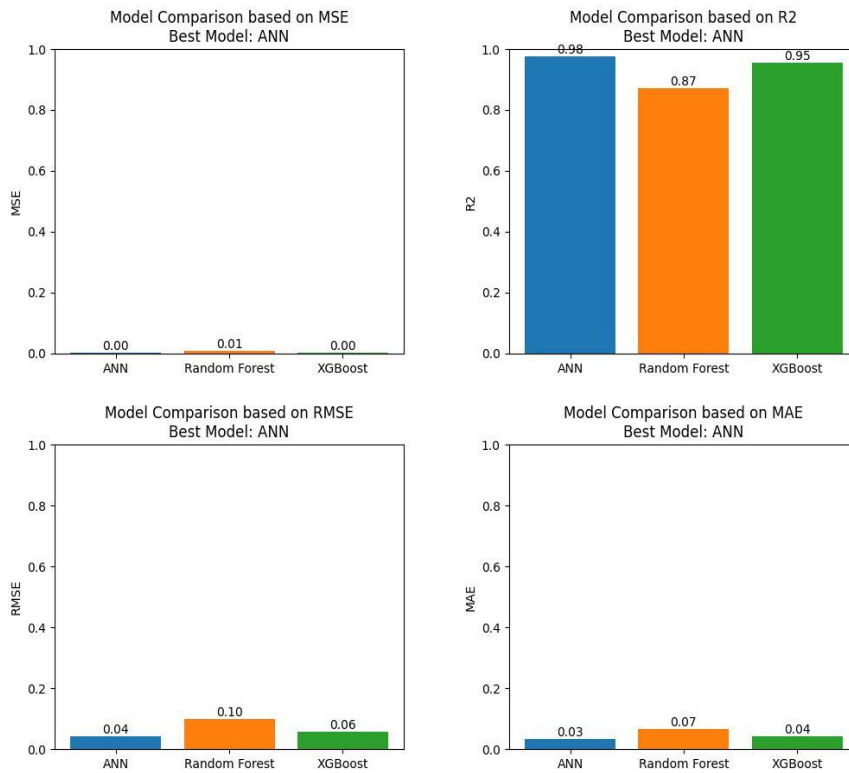 Model Comparison based on MSE
Best Model: ANN
1.0
0.8
0.6
0.4
0.2
0.0
MSE
0.00
0.01
0.00
ANN
Random Forest
XGBoost
Model Comparison based on R2
Best Model: ANN
1.0
0.8
0.6
0.4
0.2
0.0
R2
0.98
0.87
0.95
ANN
Random Forest
XGBoost
Model Comparison based on RMSE
Best Model: ANN
1.0
0.8
0.6
0.4
0.2
0.0
RMSE
0.04
0.10
0.06
ANN
Random Forest
XGBoost
Model Comparison based on MAE
Best Model: ANN
1.0
0.8
0.6
0.4
0.2
0.0
MAE
0.03
0.07
0.04
ANN
Random Forest
XGBoost